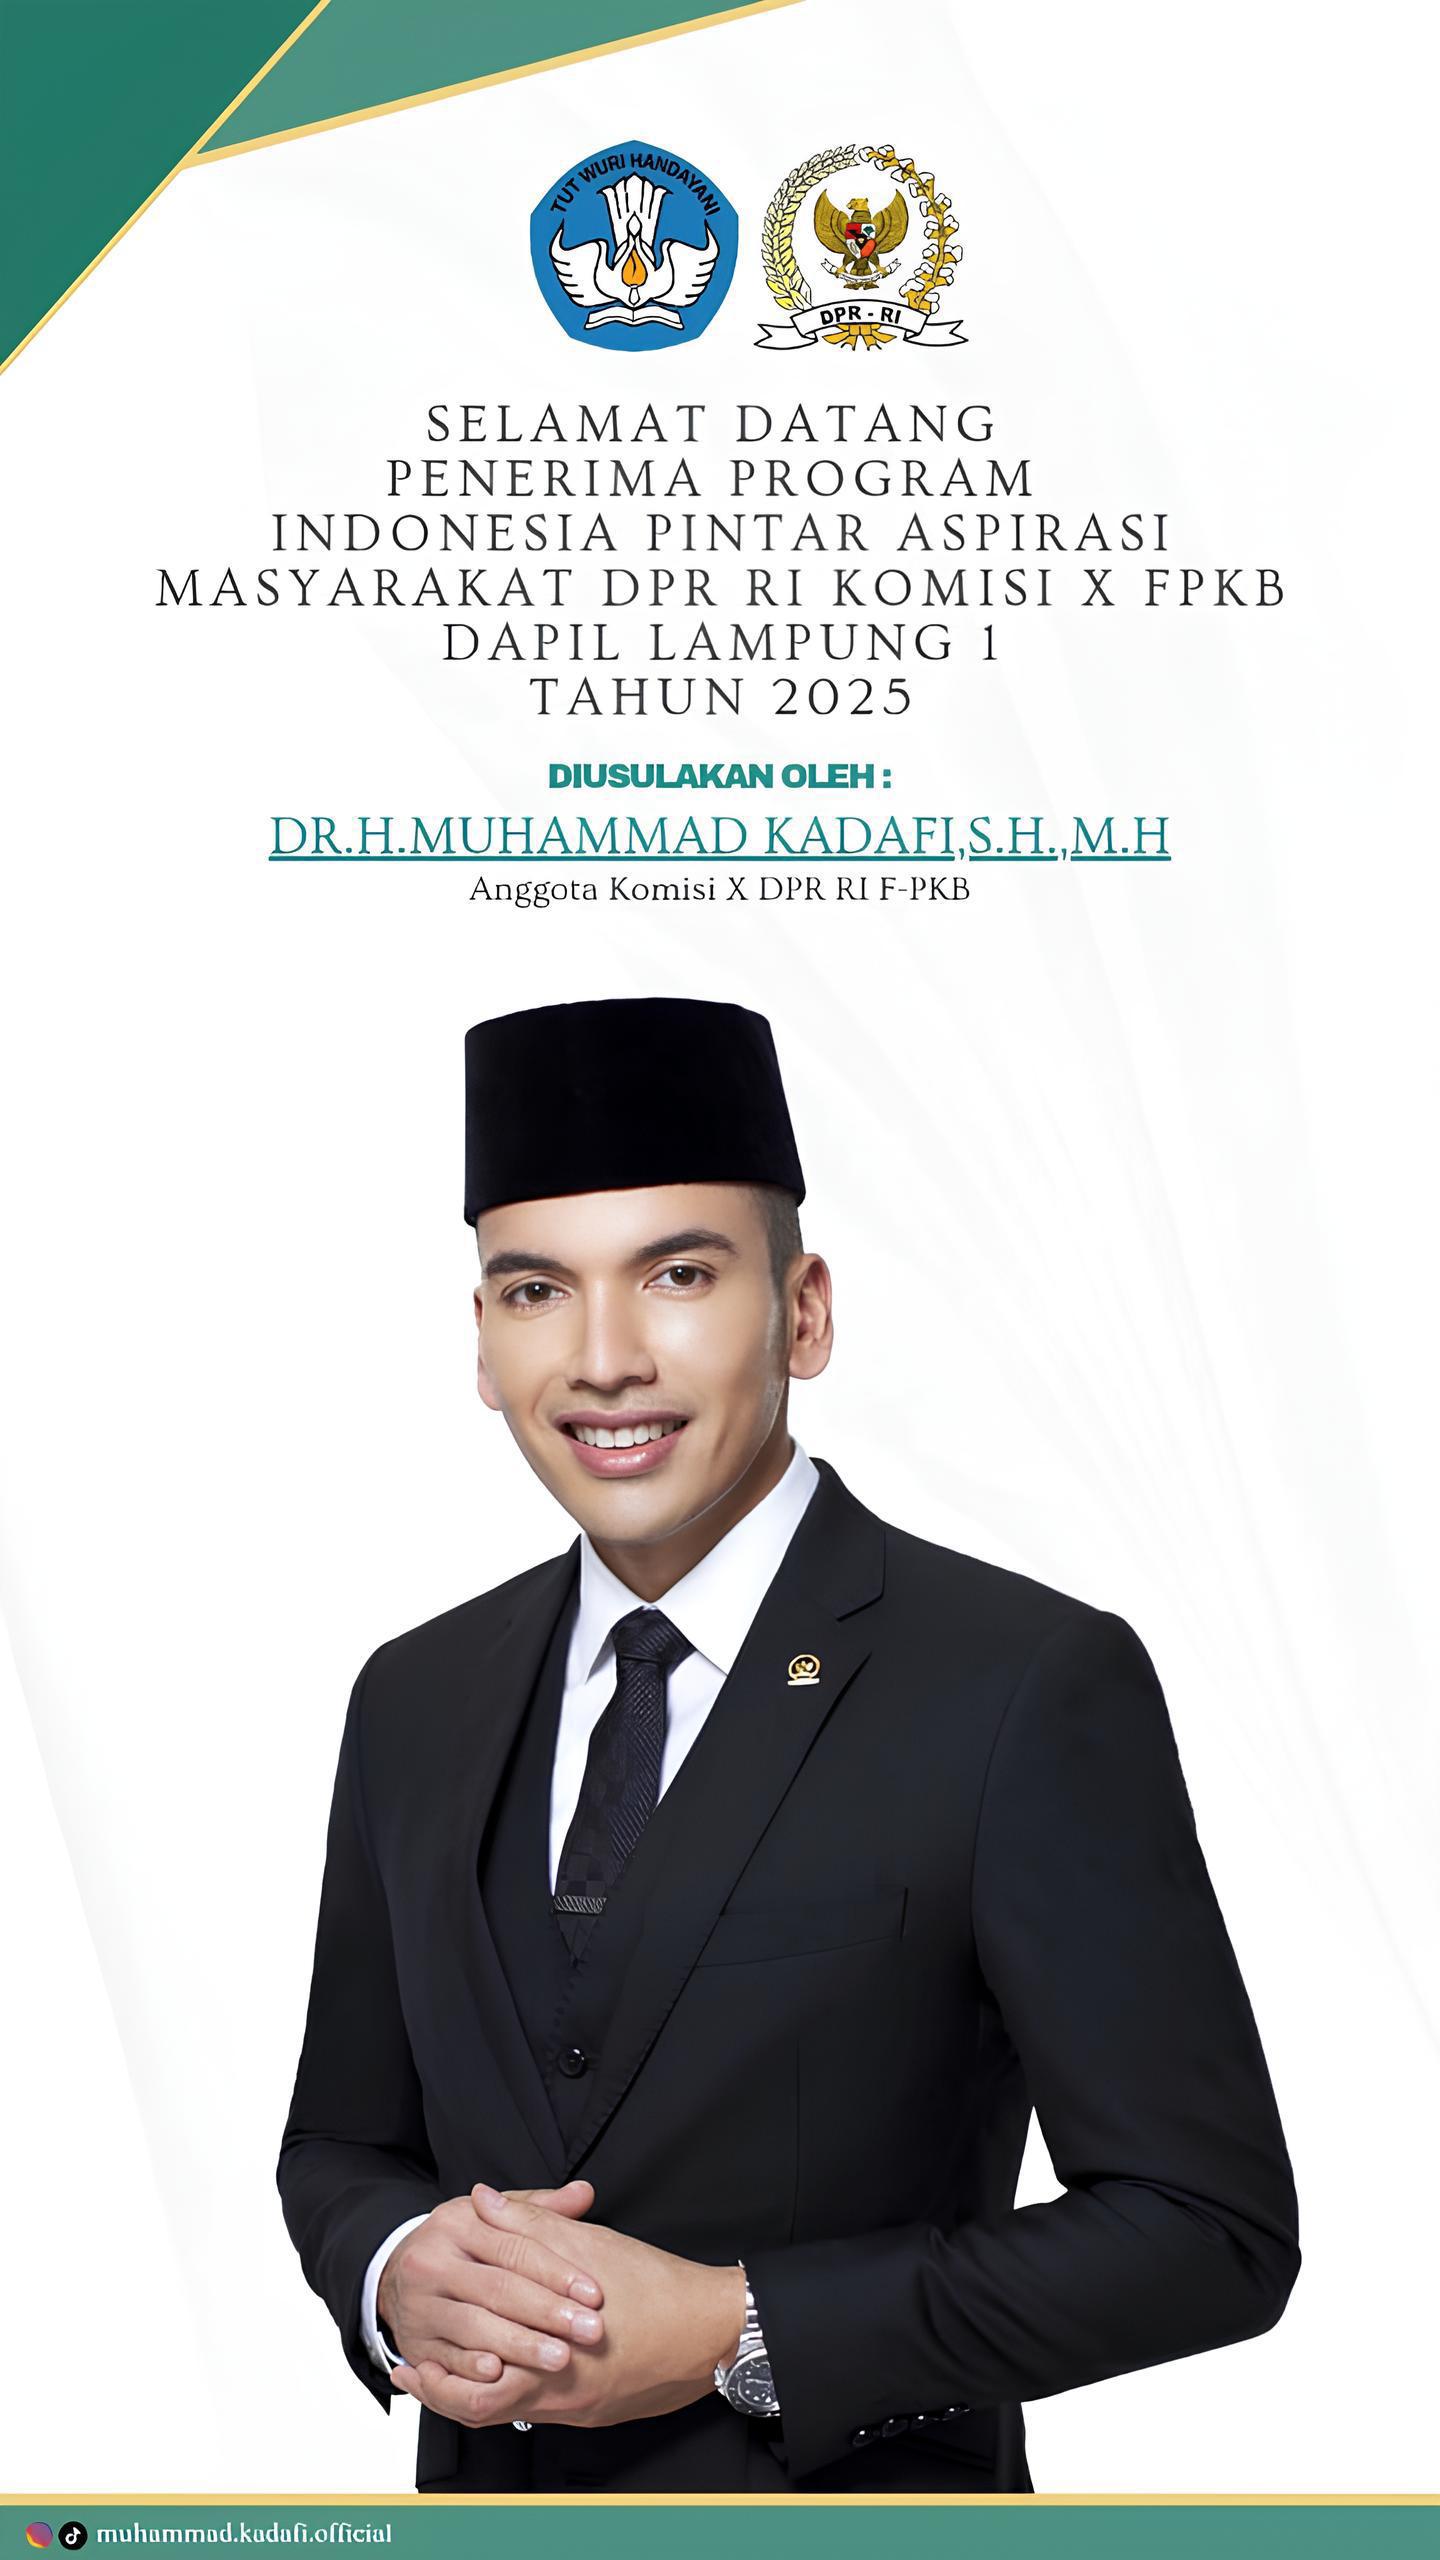 TUT WURI HANDAYANI
DPR - RI
SELAMAT DATANG
PENERIMA PROGRAM
INDONESIA PINTAR ASPIRASI
MASYARAKAT DPR RI KOMISI X FPKB
DAPIL LAMPUNG 1
TAHUN 2025
DIUSULAKAN OLEH :
DR.H.MUHAMMAD KADAFI,S.H.,M.H
Anggota Komisi X DPR RI F-PKB
muhammad.kadafi.official